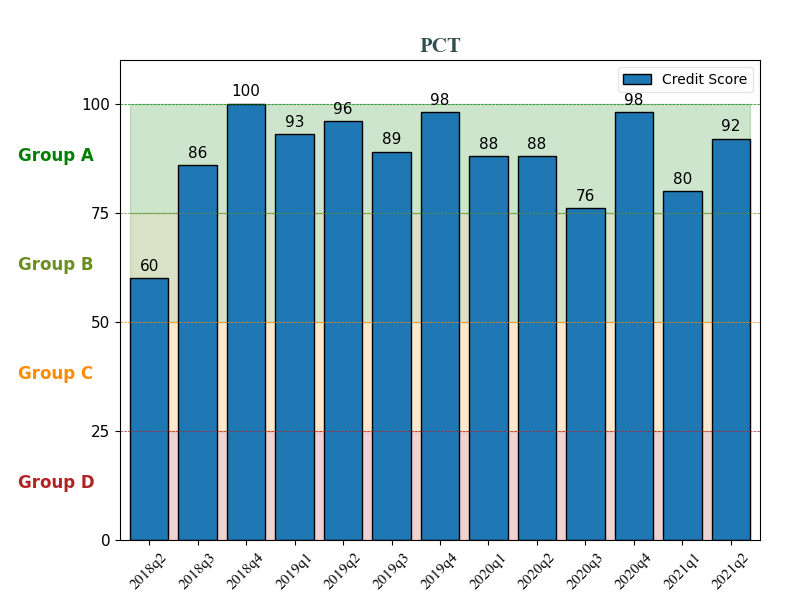 PCT
Credit Score
100
75
50
25
0
Group A
Group B
Group C
Group D
60
86
100
93
96
89
98
88
88
76
98
80
92
2018q2
2018q3
2018q4
2019q1
2019q2
2019q3
2019q4
2020q1
2020q2
2020q3
2020q4
2021q1
2021q2